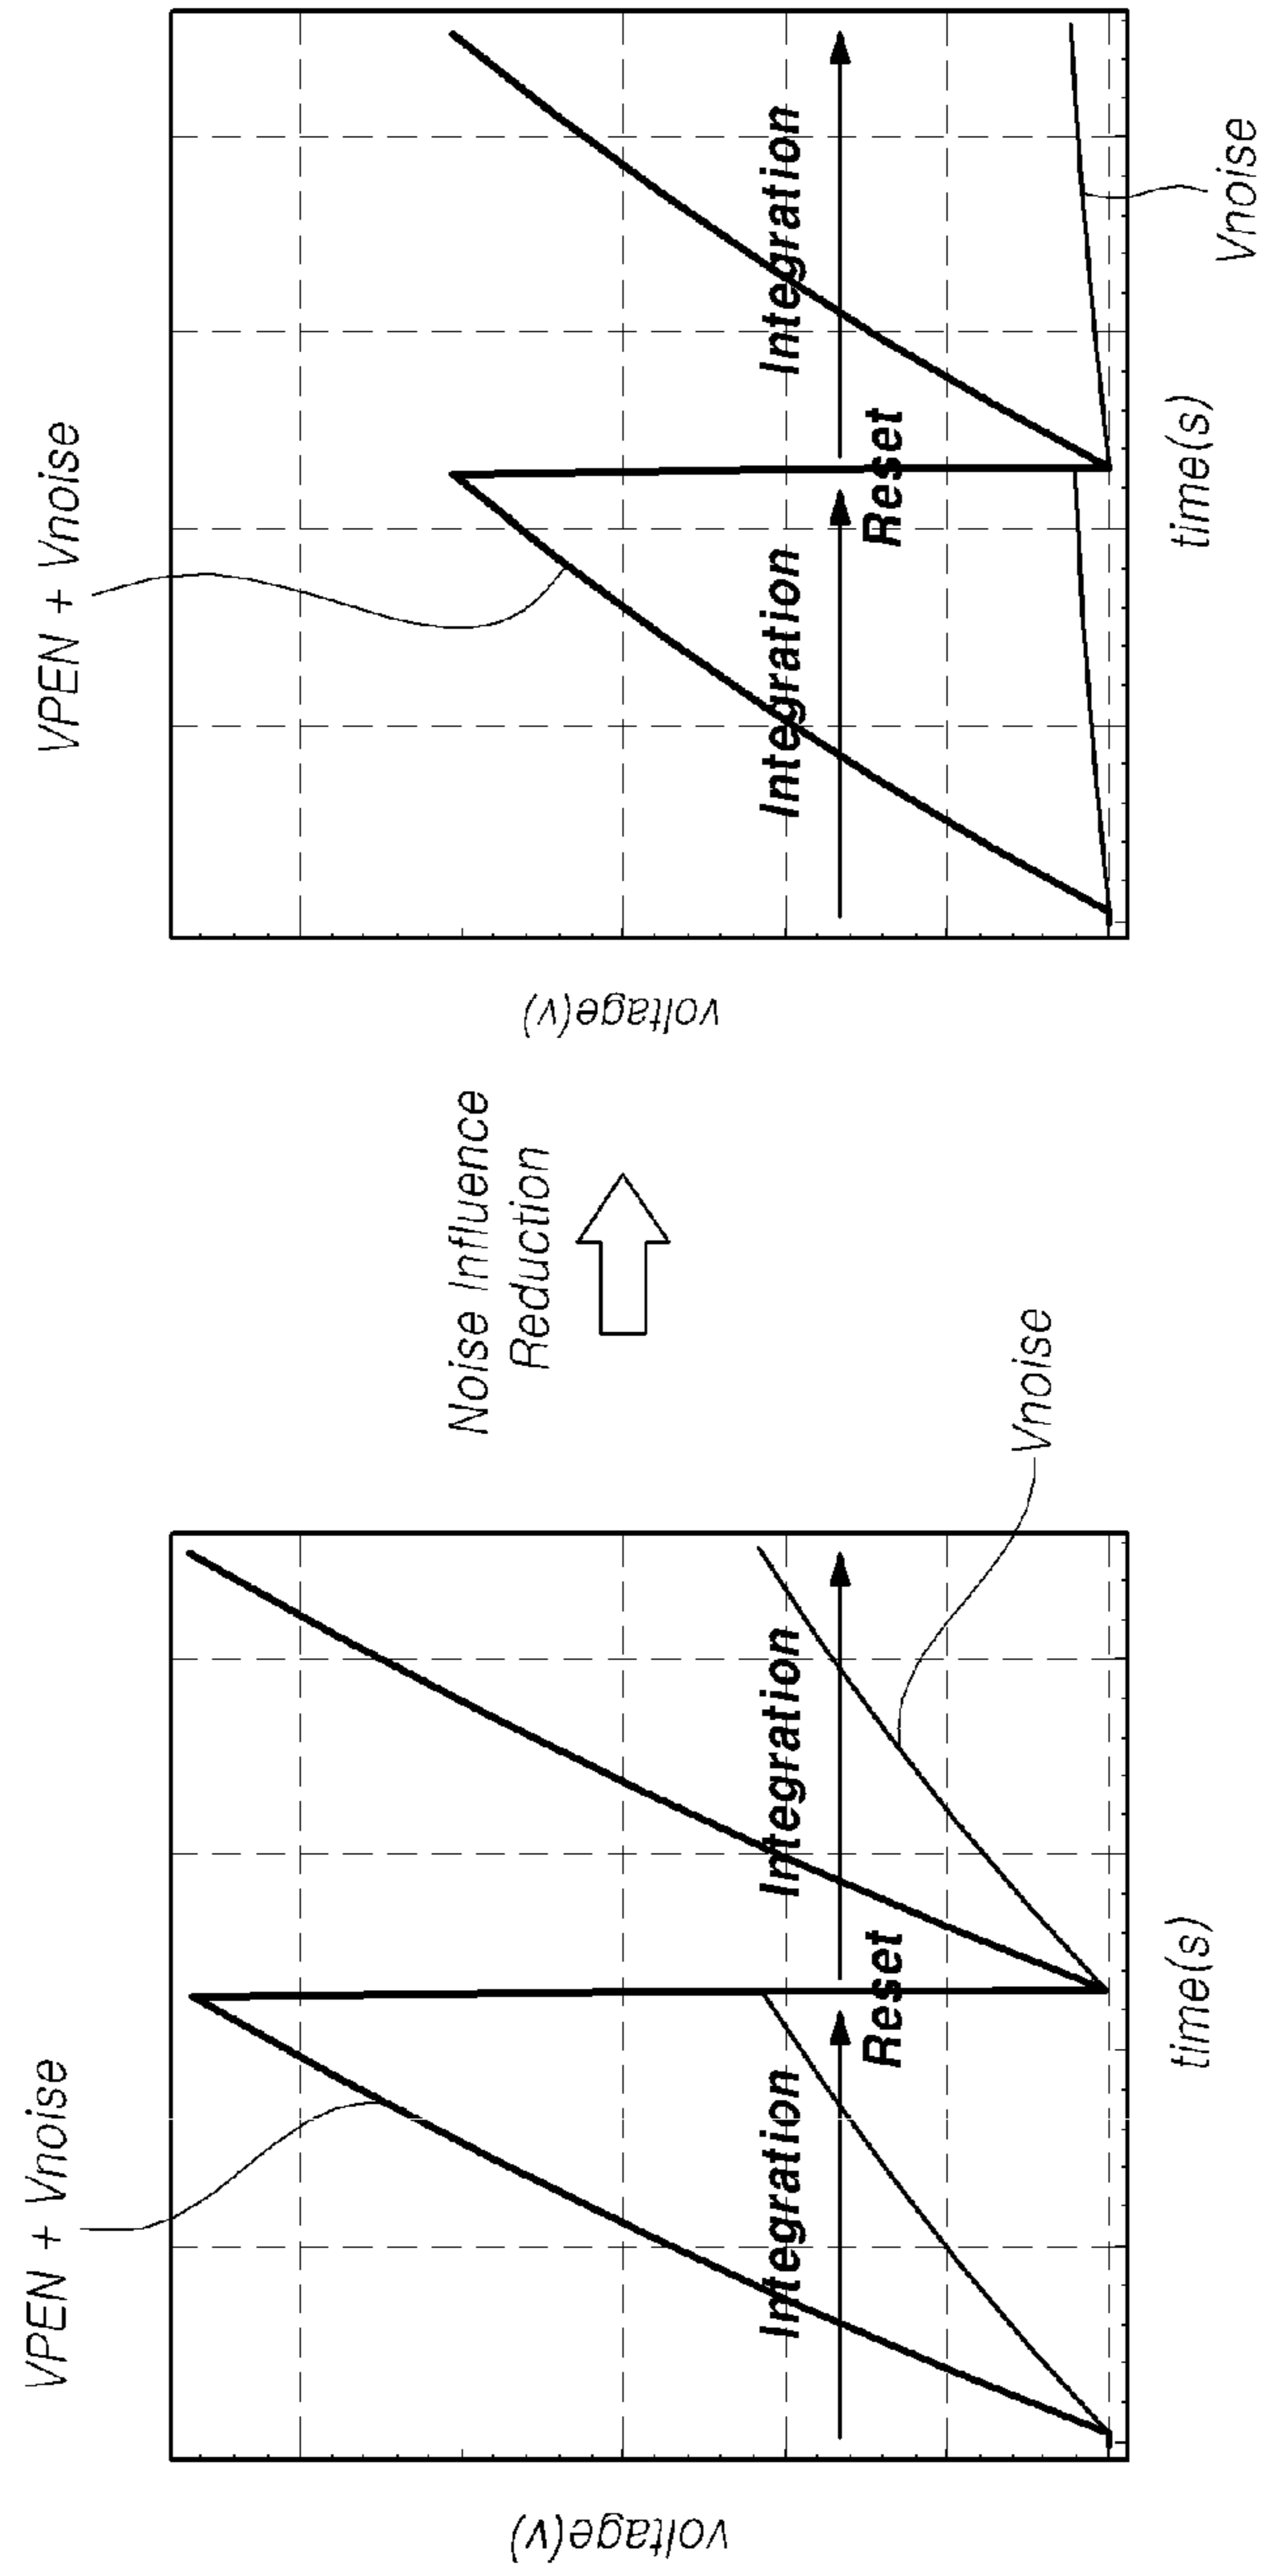 VPEN + Vnoise
voltage(v)
Integration
Integration
Reset
time(s)
Vnoise
Noise Influence
Reduction
VPEN + Vnoise
voltage(v)
Integration
Integration
Reset
time(s)
Vnoise